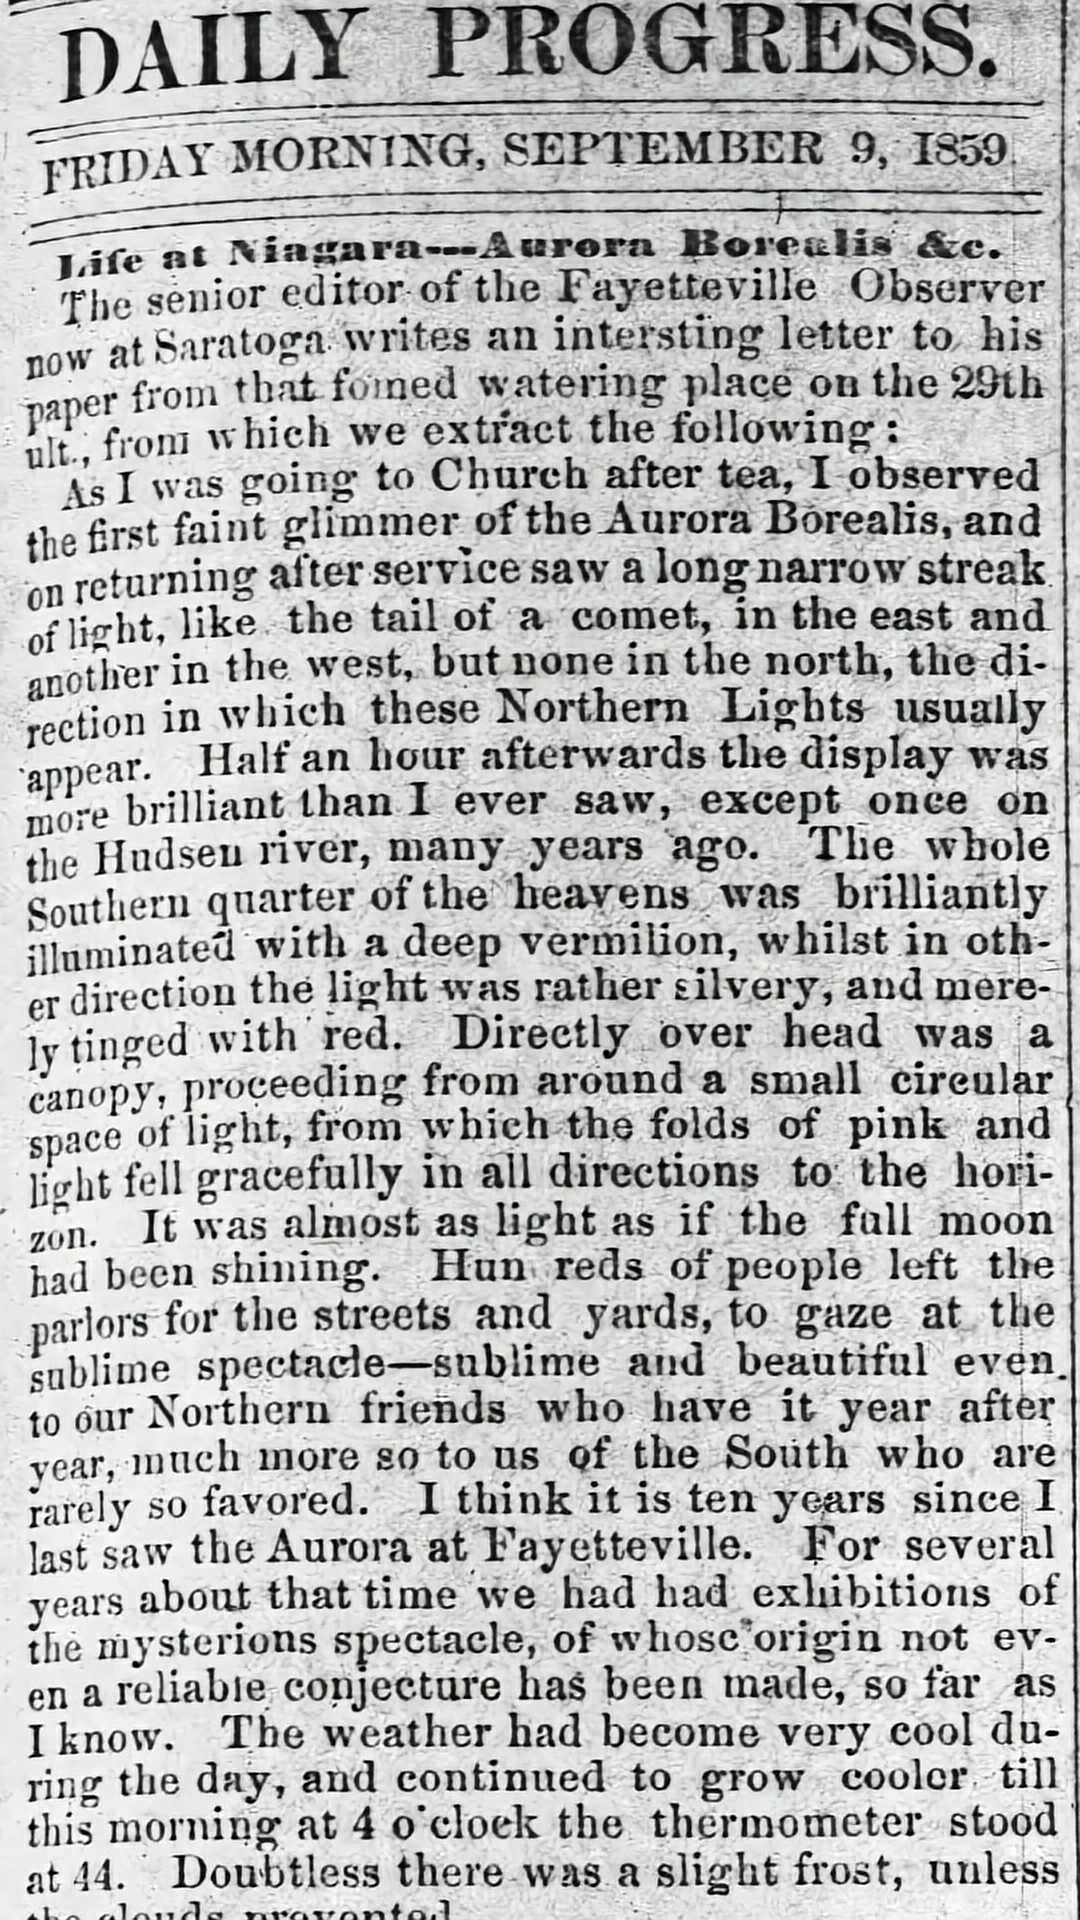 DAILY PROGRESS.
FRIDAY MORNING, SEPTEMBER 9, 1859
Life at Niagara---Aurora Borealis &c.
The senior editor of the Fayetteville Observer
now at Saratoga writes an intersting letter to his
paper from that fomed watering place on the 29th
ult., from which we extract the following:
As I was going to Church after tea, I observed
the first faint glimmer of the Aurora Borealis, and
on returning after service saw a long narrow streak
of light, like the tail of a comet, in the east and
another in the west, but none in the north, the di-
rection in which these Northern Lights usually
appear. Half an hour afterwards the display was
more brilliant than I ever saw, except once on
the Hudsen river, many years ago. The whole
Southern quarter of the heavens was brilliantly
illuminated with a deep vermilion, whilst in oth-
er direction the light was rather silvery, and mere-
ly tinged with red. Directly over head was a
canopy, proceeding from around a small circular
space of light, from which the folds of pink and
light fell gracefully in all directions to the hori-
zon. It was almost as light as if the full moon
had been shining. Hun reds of people left the
parlors for the streets and yards, to gaze at the
sublime spectacle—sublime and beautiful even
to our Northern friends who have it year after
year, much more so to us of the South who are
rarely so favored. I think it is ten years since I
last saw the Aurora at Fayetteville. For several
years about that time we had had exhibitions of
the mysterions spectacle, of whose origin not ev-
en a reliable conjecture has been made, so far as
I know. The weather had become very cool du-
ring the day, and continued to grow cooler till
this morning at 4 o'clock the thermometer stood
at 44. Doubtless there was a slight frost, unless
the clouds prevented